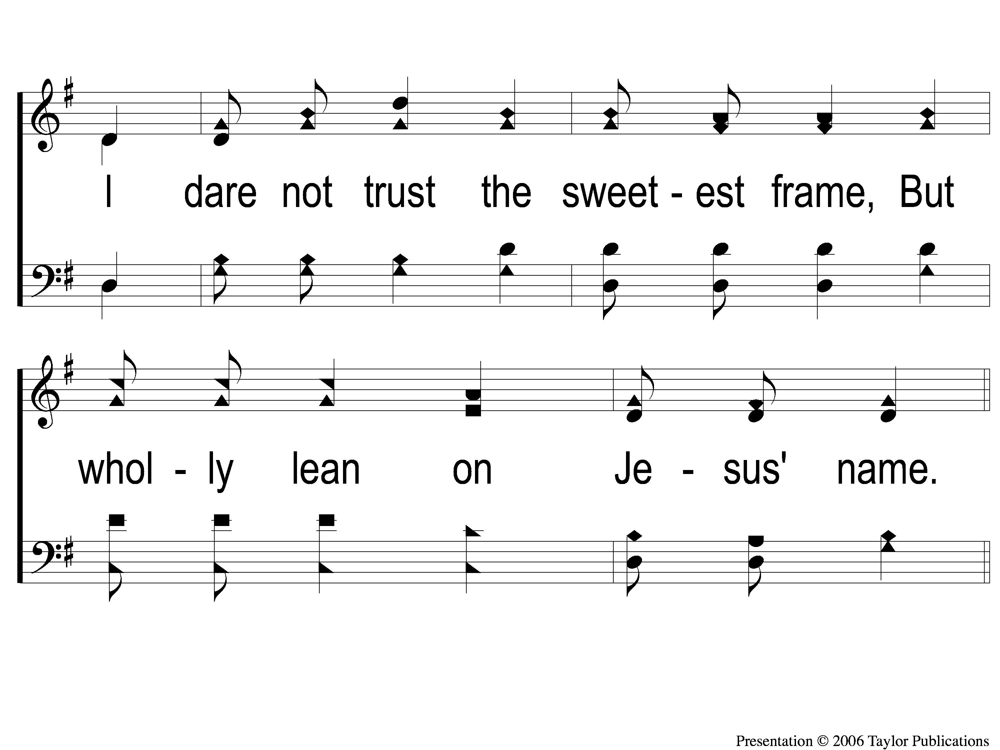 I dare not trust the sweet - est frame, But
whol - ly lean on Je - sus' name.
Presentation © 2006 Taylor Publications